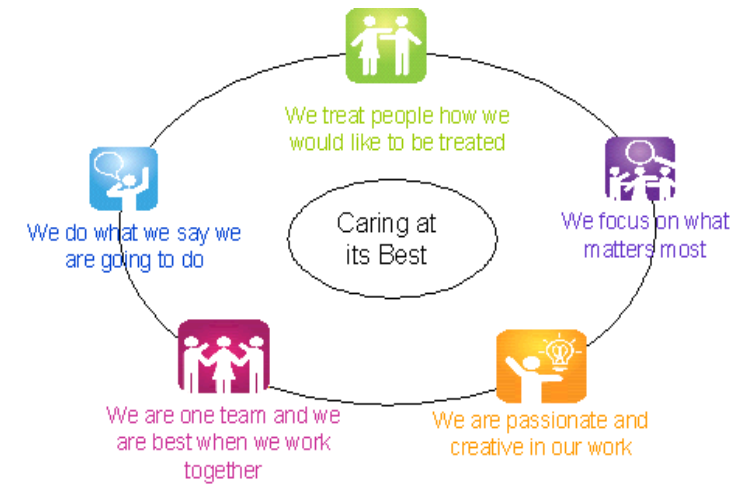 We treat people how we
would like to be treated
We focus on what
matters most
We are passionate and
creative in our work
We are one team and we
are best when we work
together
We do what we say we
are going to do
Caring at
its Best